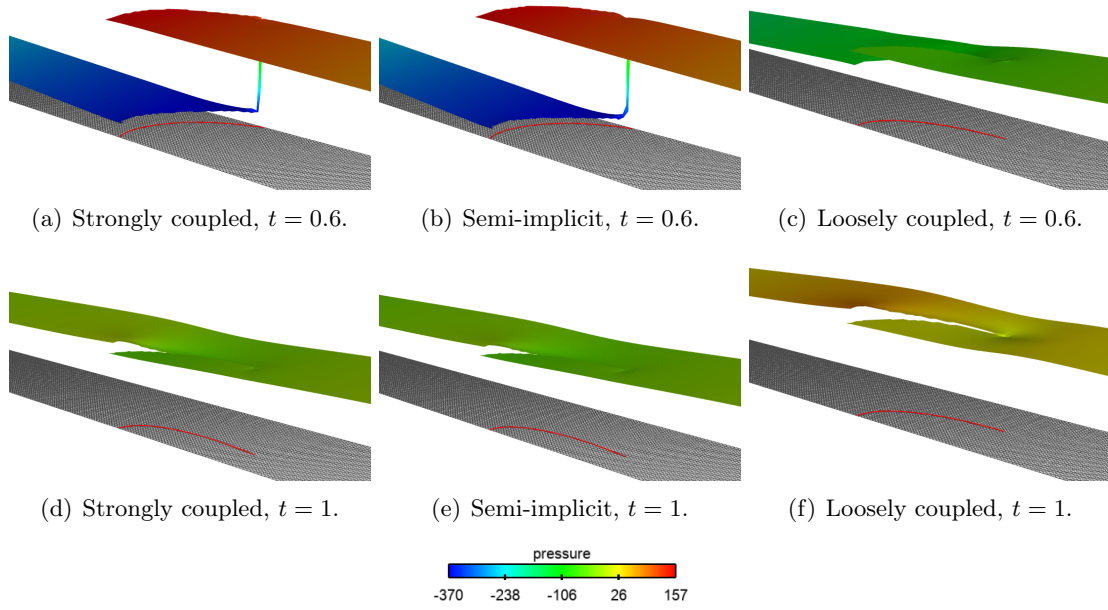 (a) Strongly coupled, t = 0.6.
(b) Semi-implicit, t = 0.6.
(c) Loosely coupled, t = 0.6.
(d) Strongly coupled, t = 1.
(e) Semi-implicit, t = 1.
(f) Loosely coupled, t = 1.
pressure
-370 -238 -106 26 157